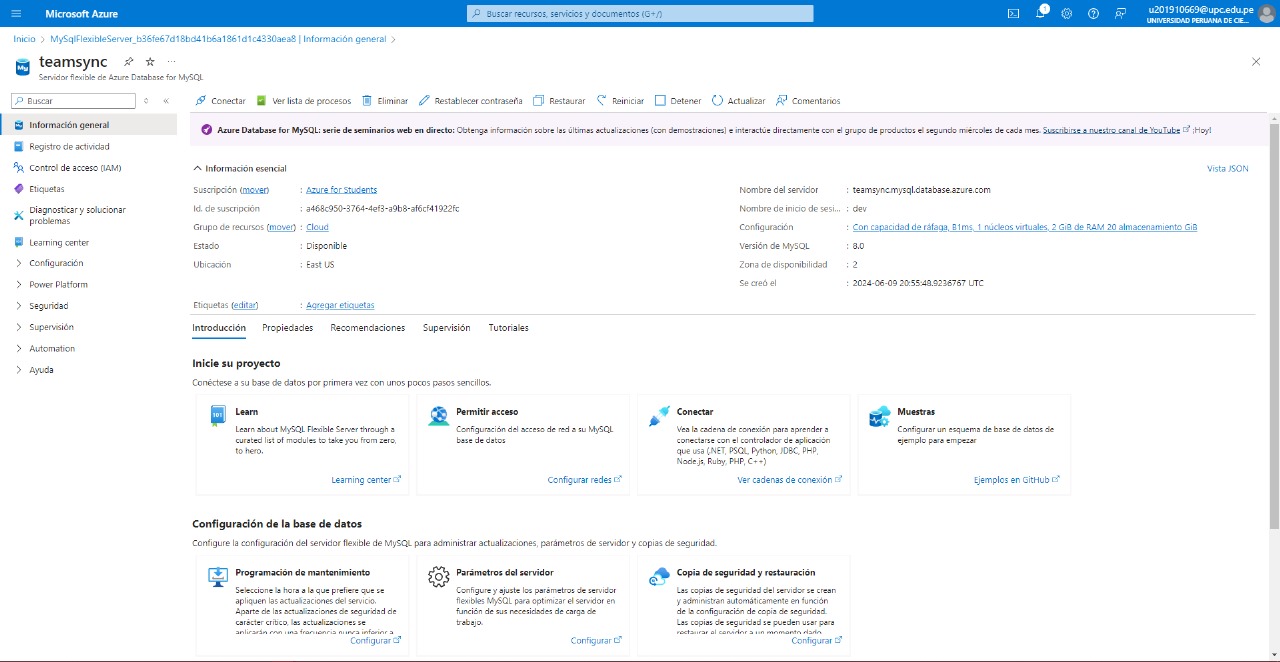 Microsoft Azure
Buscar recursos, servicios y documentos (G+/)
1
u201910669@upc.edu.pe
UNIVERSIDAD PERUANA DE CIE...
Inicio > MySqlFlexibleServer_b36fe67d18bd41b6a1861d1c4330aea8 | Información general >
teamsync
Servidor flexible de Azure Database for MySQL
Buscar
Información general
Registro de actividad
Control de acceso (IAM)
Etiquetas
Diagnosticar y solucionar
problemas
Learning center
Configuración
Power Platform
Seguridad
Supervisión
Automation
Ayuda
Conectar Ver lista de procesos Eliminar Restablecer contraseña Restaurar Reiniciar Detener Actualizar Comentarios
Azure Database for MySQL: serie de seminarios web en directo: Obtenga información sobre las últimas actualizaciones (con demostraciones) e interactúe directamente con el grupo de productos el segundo miércoles de cada mes. Suscribirse a nuestro canal de YouTube ¡Hoy!
Información esencial
Vista JSON
Suscripción (mover) : Azure for Students
Id. de suscripción : a468c950-3764-4ef3-a9b8-af6cf41922fc
Grupo de recursos (mover) : Cloud
Estado : Disponible
Ubicación : East US
Nombre del servidor : teamsync.mysql.database.azure.com
Nombre de inicio de sesi... : dev
Configuración : Con capacidad de ráfaga, B1ms, 1 núcleos virtuales, 2 GiB de RAM 20 almacenamiento GiB
Versión de MySQL : 8.0
Zona de disponibilidad : 2
Se creó el : 2024-06-09 20:55:48.9236767 UTC
Etiquetas (editar) : Agregar etiquetas
Introducción Propiedades Recomendaciones Supervisión Tutoriales
Inicie su proyecto
Conéctese a su base de datos por primera vez con unos pocos pasos sencillos.
Learn
Learn about MySQL Flexible Server through a
curated list of modules to take you from zero,
to hero.
Learning center
Permitir acceso
Configuración del acceso de red a su MySQL
base de datos
Configurar redes
Conectar
Vea la cadena de conexión para aprender a
conectarse con el controlador de aplicación
que usa (.NET, PSQL, Python, JDBC, PHP,
Node.js, Ruby, PHP, C++)
Ver cadenas de conexión
Muestras
Configurar un esquema de base de datos de
ejemplo para empezar
Ejemplos en GitHub
Configuración de la base de datos
Configure la configuración del servidor flexible de MySQL para administrar actualizaciones, parámetros de servidor y copias de seguridad.
Programación de mantenimiento
Seleccione la hora a la que prefiere que se
apliquen las actualizaciones del servicio.
Aparte de las actualizaciones de seguridad de
carácter crítico, las actualizaciones se
aplicarán con una frecuencia nunca inferior a
Configurar
Parámetros del servidor
Configure y ajuste los parámetros de servidor
flexibles MySQL para optimizar el servidor en
función de sus necesidades de carga de
trabajo.
Configurar
Copia de seguridad y restauración
Las copias de seguridad del servidor se crean
y administran automáticamente en función
de la configuración de copia de seguridad.
Las copias de seguridad se pueden usar para
restaurar el servidor a un momento dado
Configurar